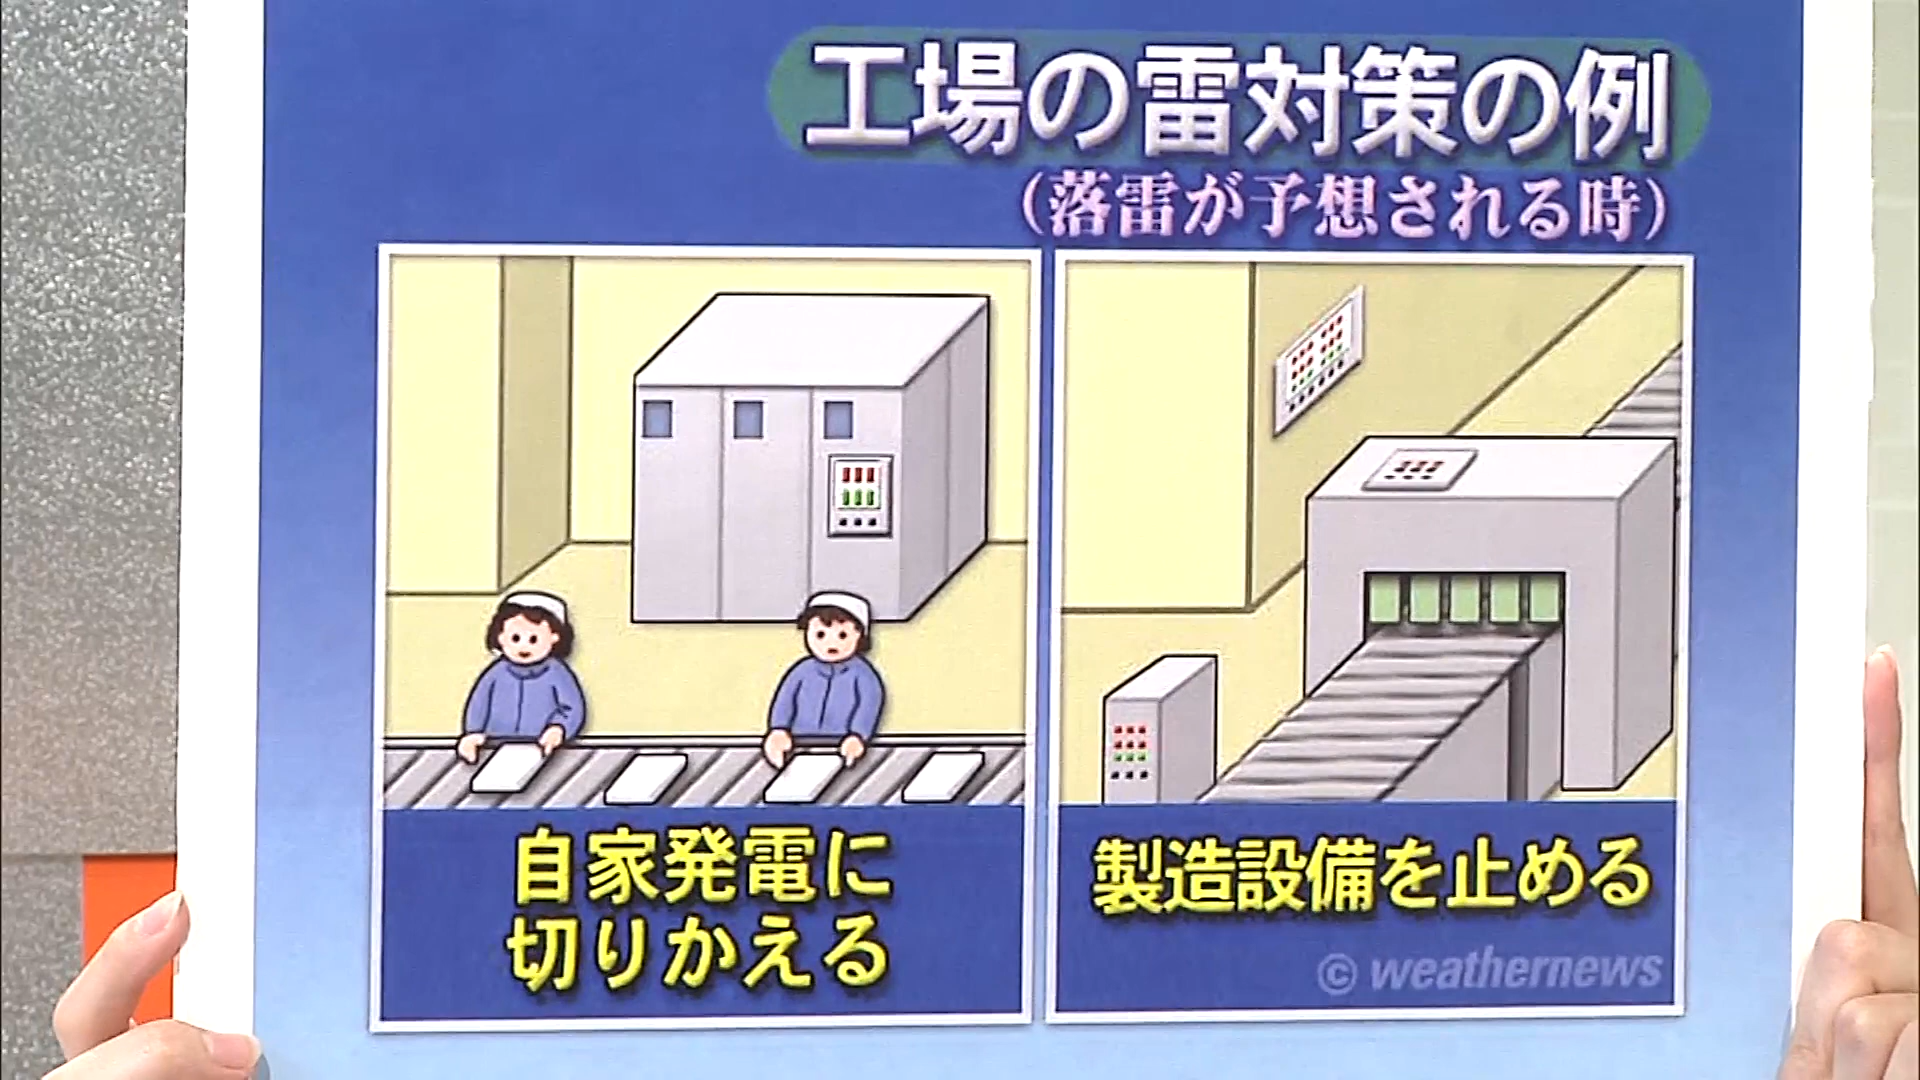 工場の雷対策の例
（落雷が予想される時）
自家発電に
切りかえる
製造設備を止める
© weathernews